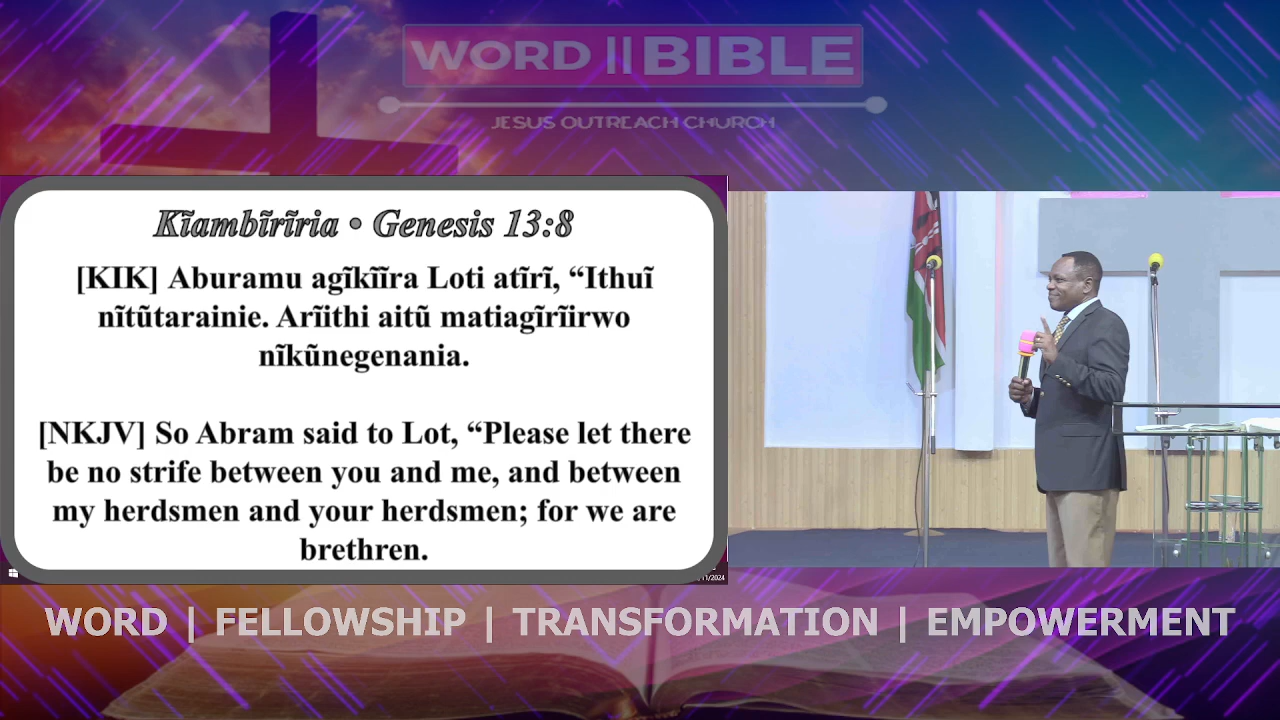 WORD || BIBLE
JESUS OUTREACH CHURCH
Kĩambĩrĩria • Genesis 13:8
[KIK] Aburamu agĩkĩĩra Loti atĩrĩ, “Ithuĩ
nĩtũtarainie. Arĩithi aitũ matiagĩrĩirwo
nĩkũnegenania.
[NKJV] So Abram said to Lot, “Please let there
be no strife between you and me, and between
my herdsmen and your herdsmen; for we are
brethren.
11/2024
WORD | FELLOWSHIP | TRANSFORMATION | EMPOWERMENT